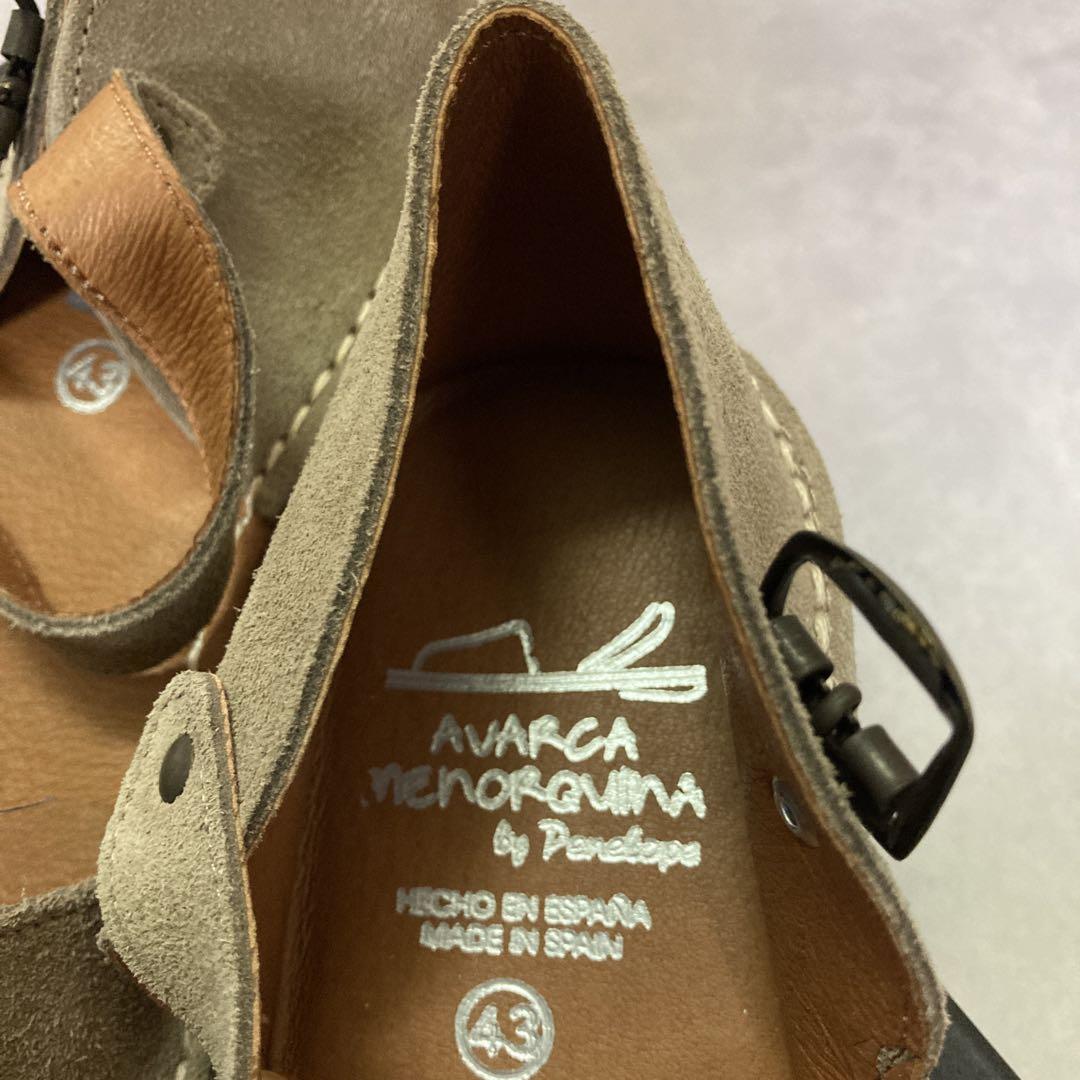 43
AVARCA
MENORQUINA
by Penelope
HECHO EN ESPAÑA
MADE IN SPAIN
43